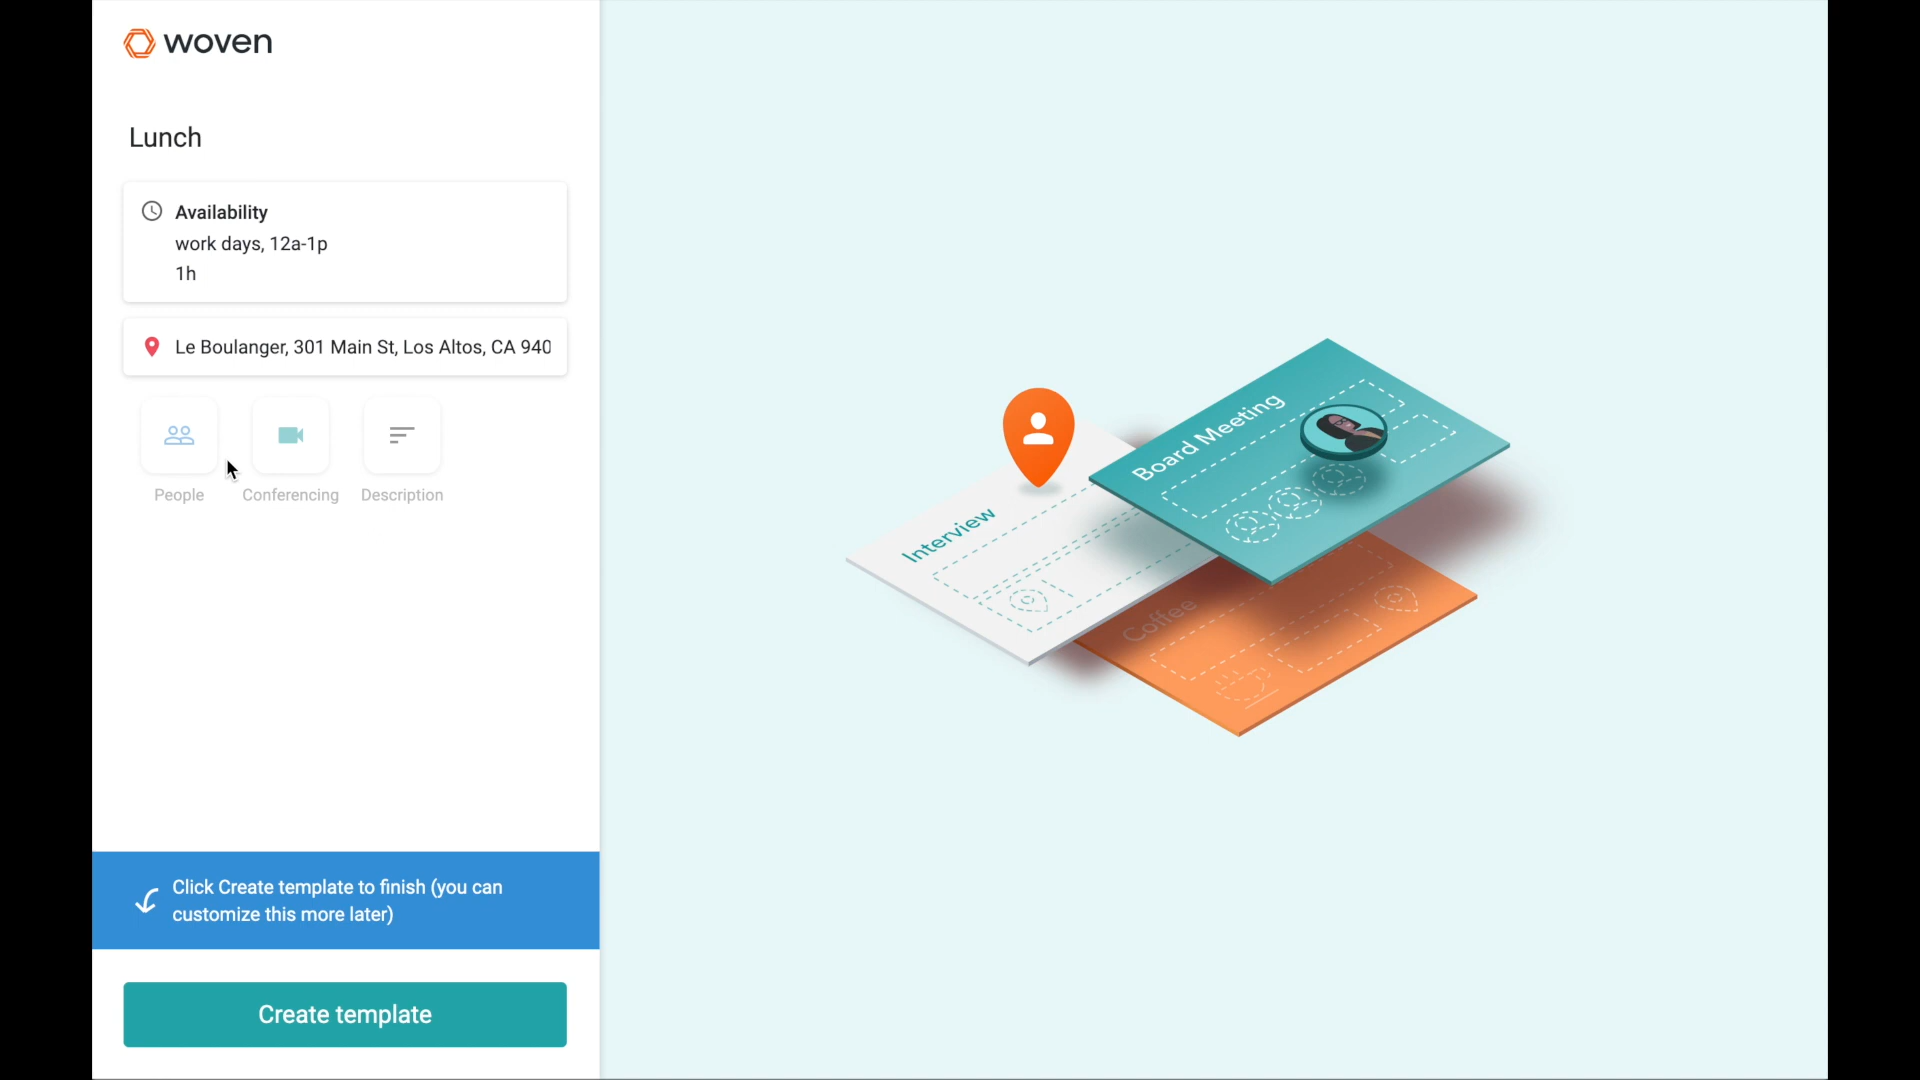 woven
Lunch
Availability
work days, 12a-1p
1h
Le Boulanger, 301 Main St, Los Altos, CA 940
People
Conferencing
Description
Click Create template to finish (you can
customize this more later)
Create template
Interview
Board Meeting
Coffee